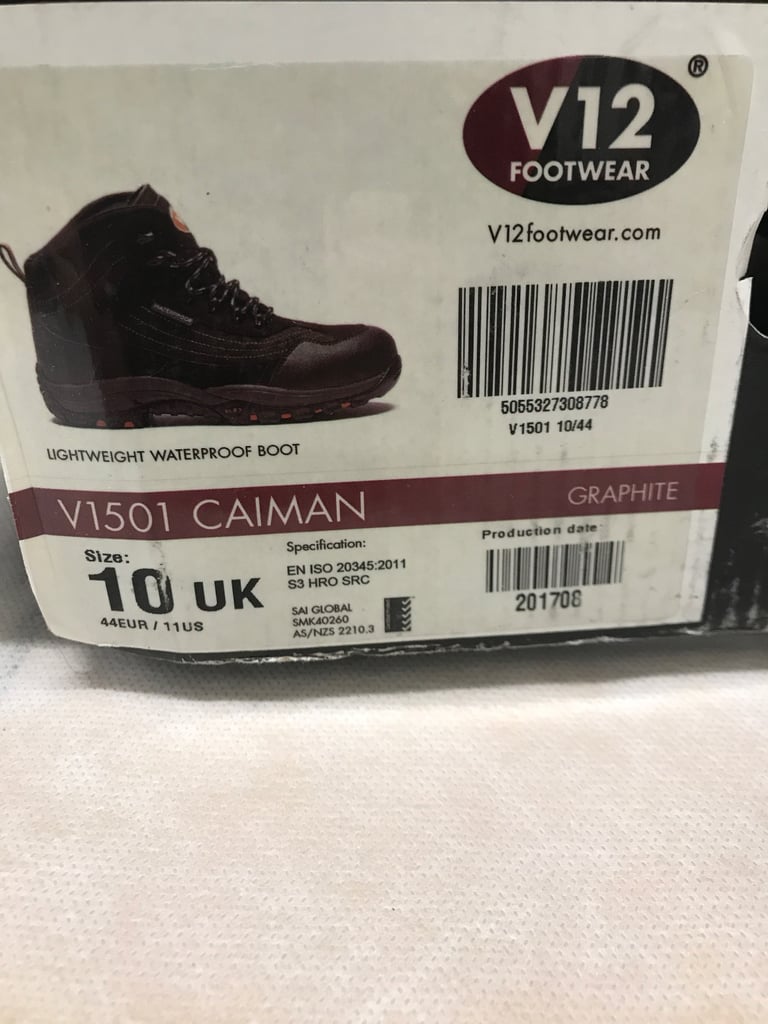 V12
®
FOOTWEAR
V12footwear.com
5055327308778
V1501 10/44
LIGHTWEIGHT WATERPROOF BOOT
V1501 CAIMAN
GRAPHITE
Size:
10 UK
44EUR / 11US
Specification:
EN ISO 20345:2011
S3 HRO SRC
SAI GLOBAL
SMK40260
AS/NZS 2210.3
Production date:
201708